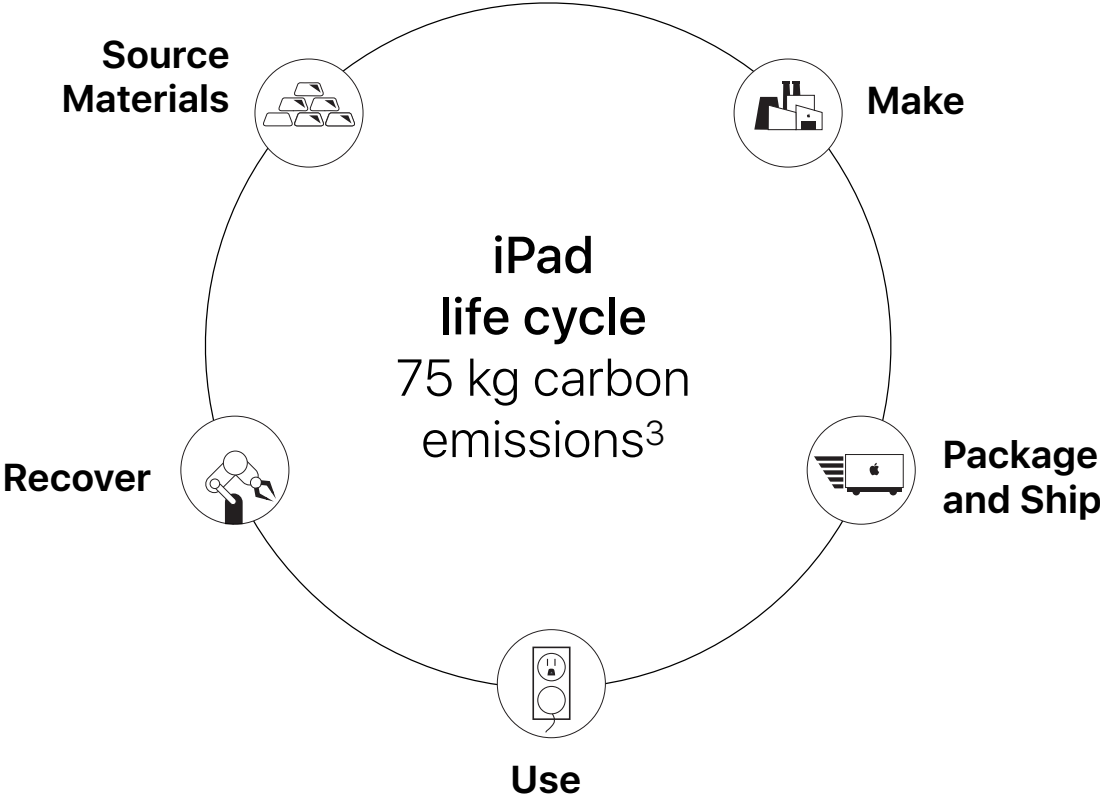 Source
Materials
Make
iPad
life cycle
75 kg carbon
emissions³
Recover
Package
and Ship
Use